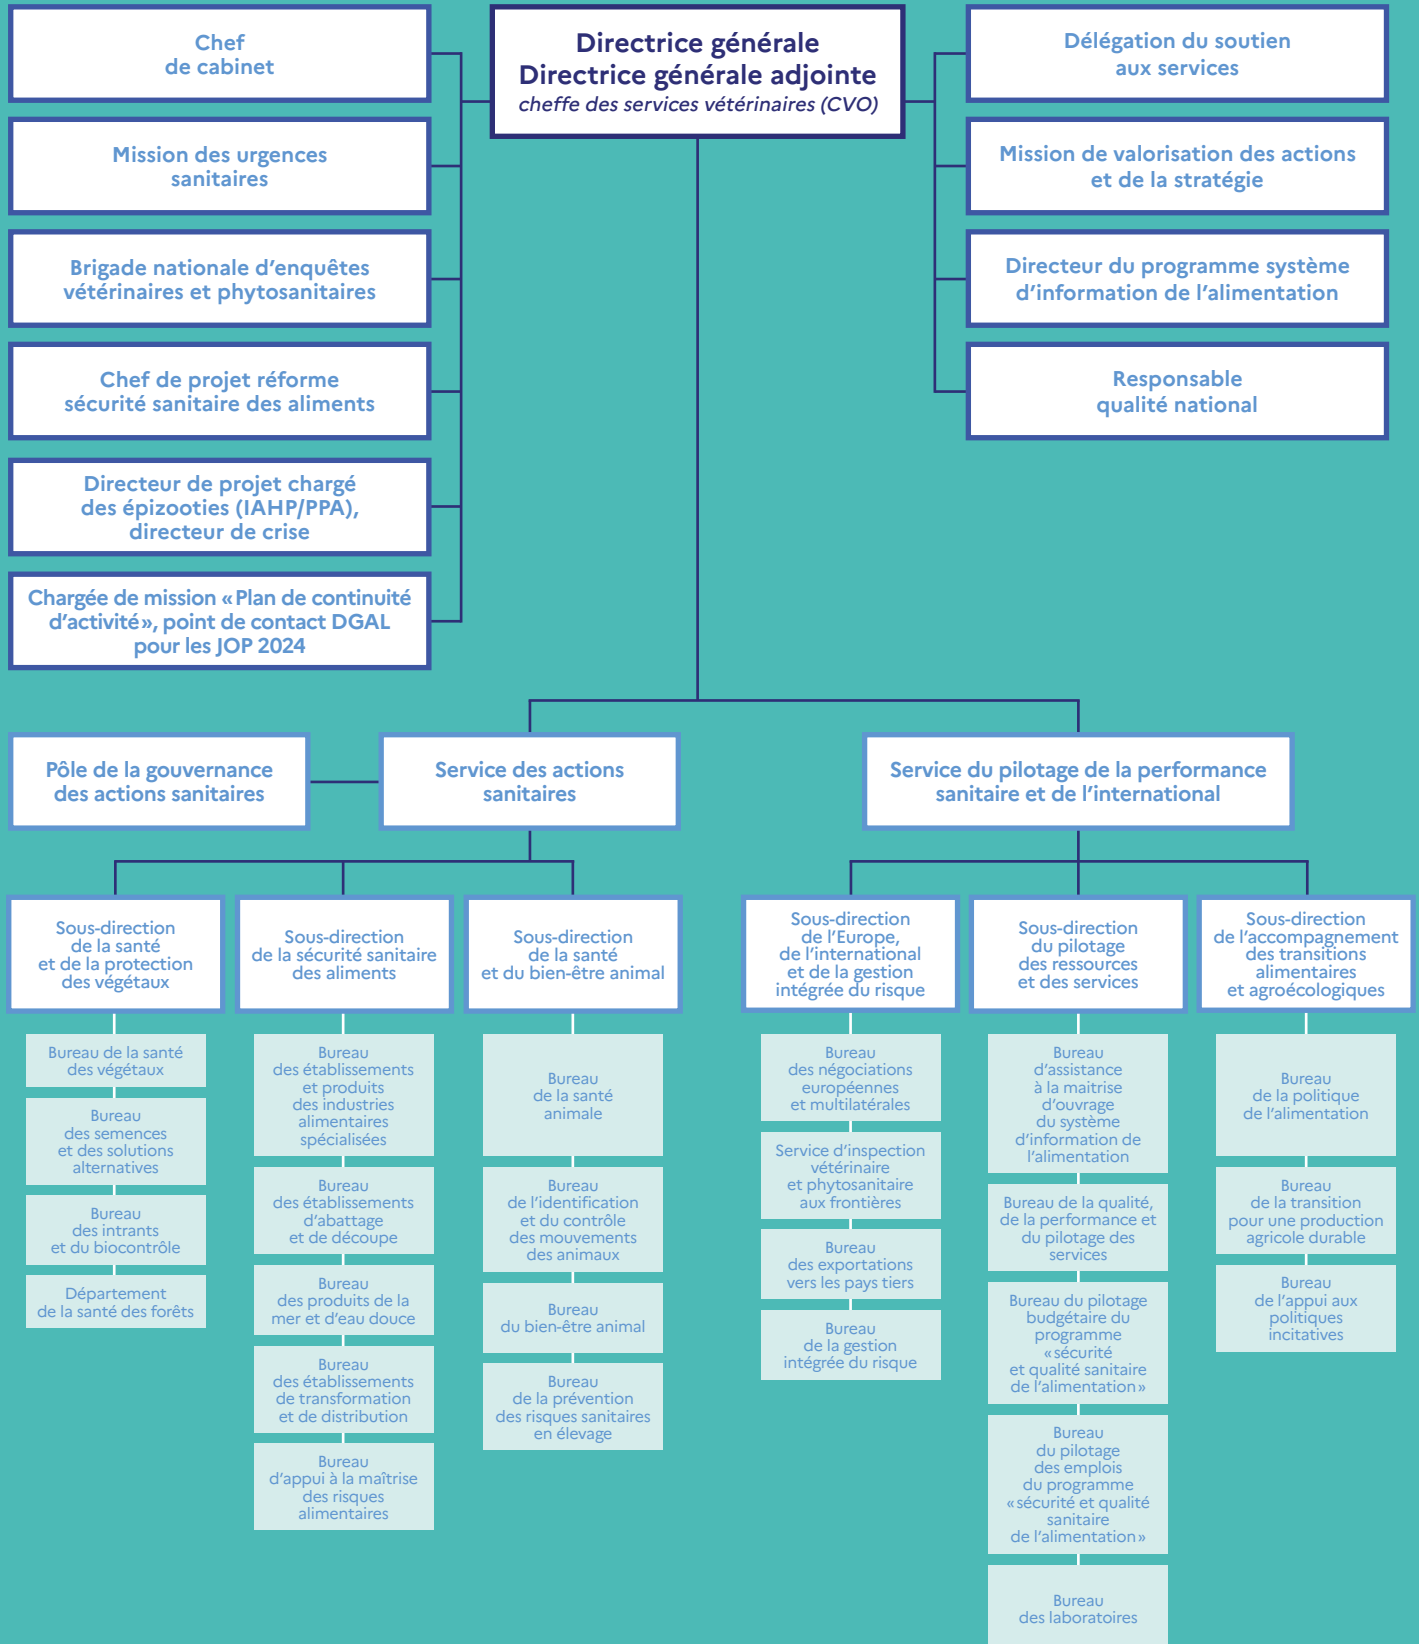 Chef
de cabinet
Mission des urgences
sanitaires
Brigade nationale d’enquêtes
vétérinaires et phytosanitaires
Chef de projet réforme
sécurité sanitaire des aliments
Directeur de projet chargé
des épizooties (IAHP/PPA),
directeur de crise
Chargée de mission «Plan de continuité
d’activité», point de contact DGAL
pour les JOP 2024
Directrice générale
Directrice générale adjointe
cheffe des services vétérinaires (CVO)
Délégation du soutien
aux services
Mission de valorisation des actions
et de la stratégie
Directeur du programme système
d’information de l’alimentation
Responsable
qualité national
Pôle de la gouvernance
des actions sanitaires
Service des actions
sanitaires
Service du pilotage de la performance
sanitaire et de l’international
Sous-direction
de la santé
et de la protection
des végétaux
Bureau de la santé
des végétaux
Bureau
des semences
et des solutions
alternatives
Bureau
des intrants
et du biocontrôle
Département
de la santé des forêts
Sous-direction
de la sécurité sanitaire
des aliments
Bureau
des établissements
et produits
des industries
alimentaires
spécialisées
Bureau
des établissements
d’abattage
et de découpe
Bureau
des produits de la
mer et d’eau douce
Bureau
des établissements
de transformation
et de distribution
Bureau
d’appui à la maîtrise
des risques
alimentaires
Sous-direction
de la santé
et du bien-être animal
Bureau
de la santé
animale
Bureau
de l’identification
et du contrôle
des mouvements
des animaux
Bureau
du bien-être animal
Bureau
de la prévention
des risques sanitaires
en élevage
Sous-direction
de l’Europe,
de l’international
et de la gestion
intégrée du risque
Bureau
des négociations
européennes
et multilatérales
Service d’inspection
vétérinaire
et phytosanitaire
aux frontières
Bureau
des exportations
vers les pays tiers
Bureau
de la gestion
intégrée du risque
Sous-direction
du pilotage
des ressources
et des services
Bureau
d’assistance
à la maitrise
d’ouvrage
du système
d’information de
l’alimentation
Bureau de la qualité,
de la performance et
du pilotage des
services
Bureau du pilotage
budgétaire du
programme
«sécurité
et qualité sanitaire
de l’alimentation»
Bureau
du pilotage
des emplois
du programme
«sécurité et qualité
sanitaire
de l’alimentation»
Bureau
des laboratoires
Sous-direction
de l’accompagnement
des transitions
alimentaires
et agroécologiques
Bureau
de la politique
de l’alimentation
Bureau
de la transition
pour une production
agricole durable
Bureau
de l’appui aux
politiques
incitatives